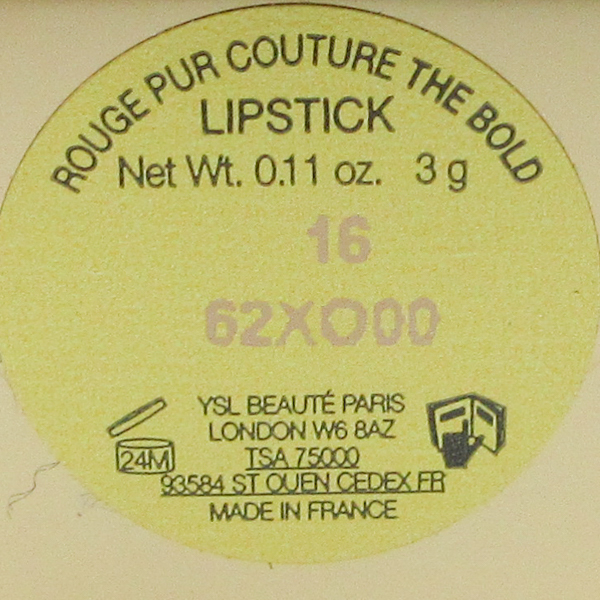 ROUGE PUR COUTURE THE BOLD
LIPSTICK
Net Wt. 0.11 oz. 3 g
16
62XO00
YSL BEAUTÉ PARIS
LONDON W6 8AZ
24M
TSA 75000
93584 ST OUEN CEDEX FR
MADE IN FRANCE